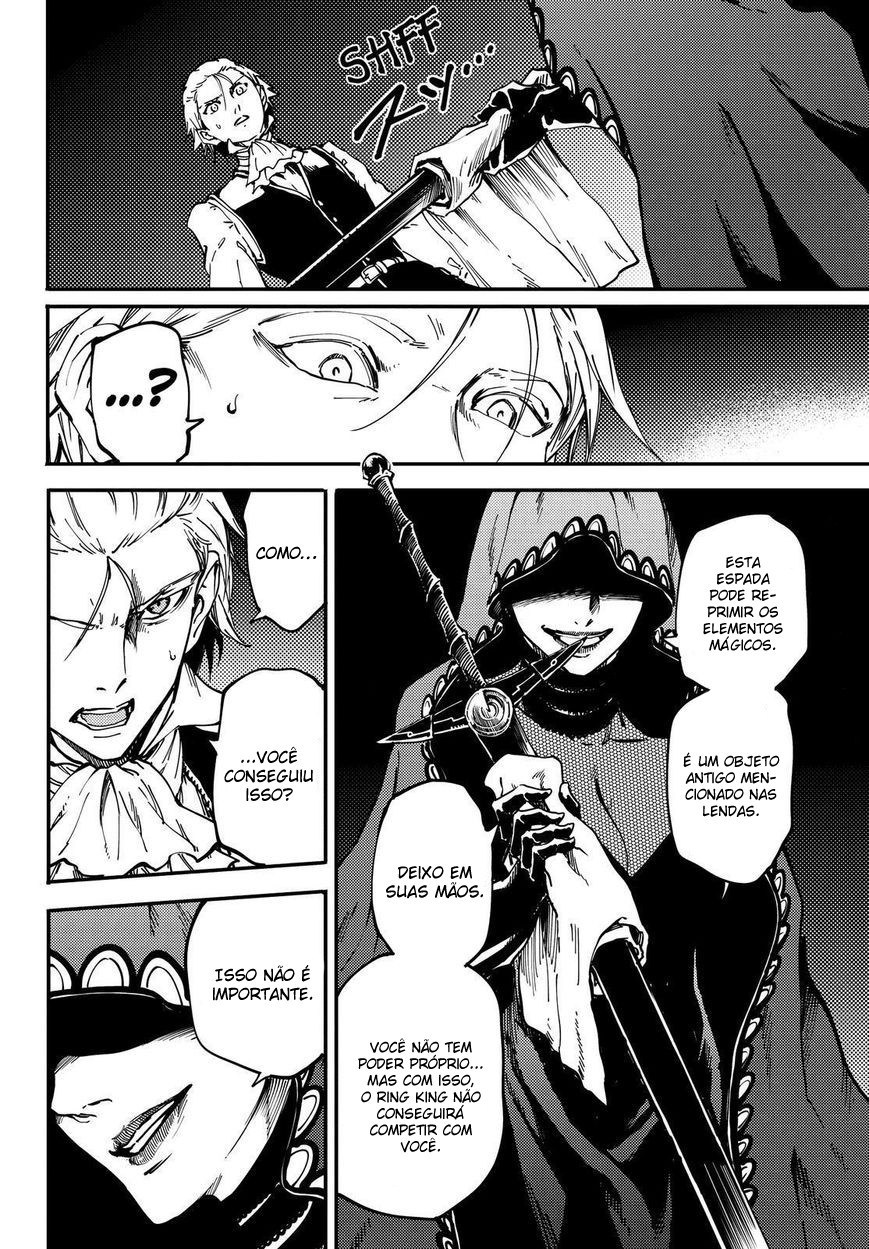 SHFF
スッ...
...?
ESTA
ESPADA
PODE RE-
PRIMIR OS
ELEMENTOS
MÁGICOS.
É UM OBJETO
ANTIGO MEN-
CIONADO NAS
LENDAS.
DEIXO EM
SUAS MÃOS.
VOCÊ NÃO TEM
PODER PRÓPRIO...
MAS COM ISSO,
O RING KING NÃO
CONSEGUIRÁ
COMPETIR COM
VOCÊ.
COMO...
...VOCÊ
CONSEGUIU
ISSO?
ISSO NÃO É
IMPORTANTE.